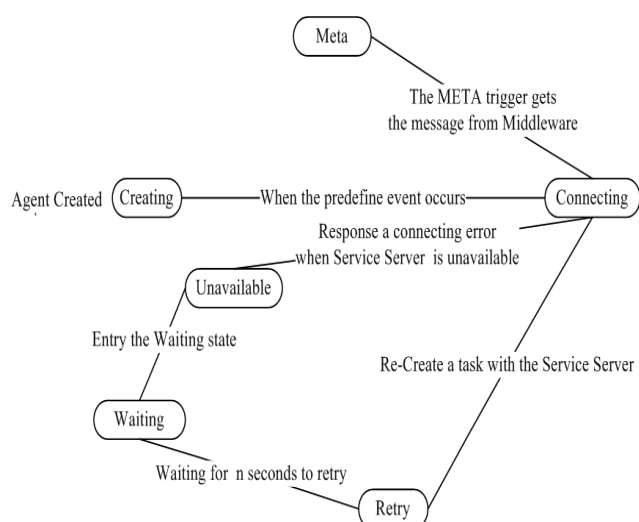 Meta
The META trigger gets
the message from Middleware
Agent Created
Creating
When the predefine event occurs
Connecting
Response a connecting error
when Service Server is unavailable
Unavailable
Entry the Waiting state
Re-Create a task with the Service Server
Waiting
Waiting for n seconds to retry
Retry